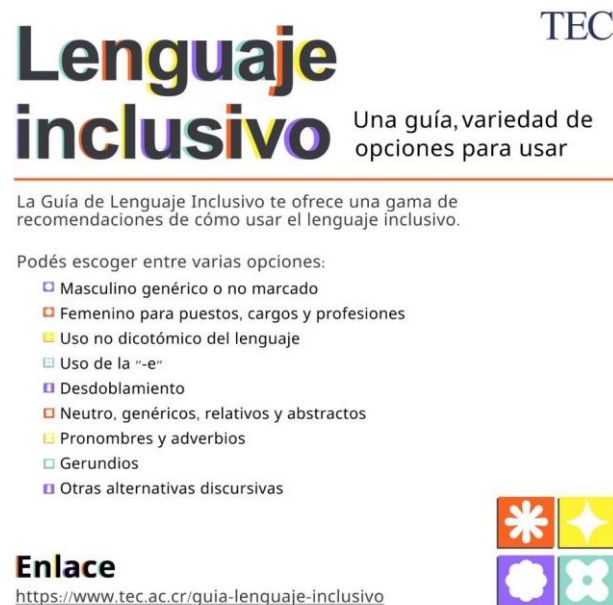 TEC
Lenguaje
inclusivo
Una guía, variedad de
opciones para usar
La Guía de Lenguaje Inclusivo te ofrece una gama de
recomendaciones de cómo usar el lenguaje inclusivo.
Podés escoger entre varias opciones:
Masculino genérico o no marcado
Femenino para puestos, cargos y profesiones
Uso no dicotómico del lenguaje
Uso de la "-e"
Desdoblamiento
Neutro, genéricos, relativos y abstractos
Pronombres y adverbios
Gerundios
Otras alternativas discursivas
Enlace
https://www.tec.ac.cr/guia-lenguaje-inclusivo